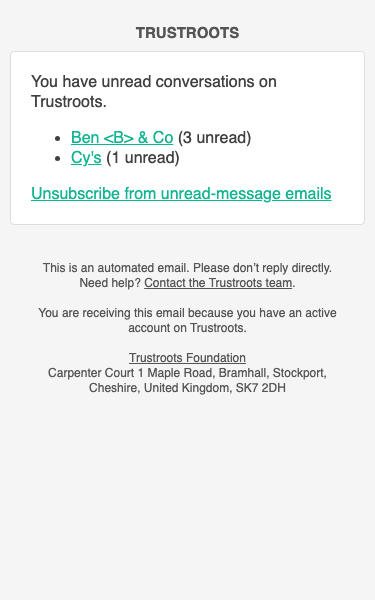 TRUSTROOTS
You have unread conversations on
Trustroots.
• Ben <B> & Co (3 unread)
• Cy's (1 unread)
Unsubscribe from unread-message emails
This is an automated email. Please don’t reply directly.
Need help? Contact the Trustroots team.
You are receiving this email because you have an active
account on Trustroots.
Trustroots Foundation
Carpenter Court 1 Maple Road, Bramhall, Stockport,
Cheshire, United Kingdom, SK7 2DH